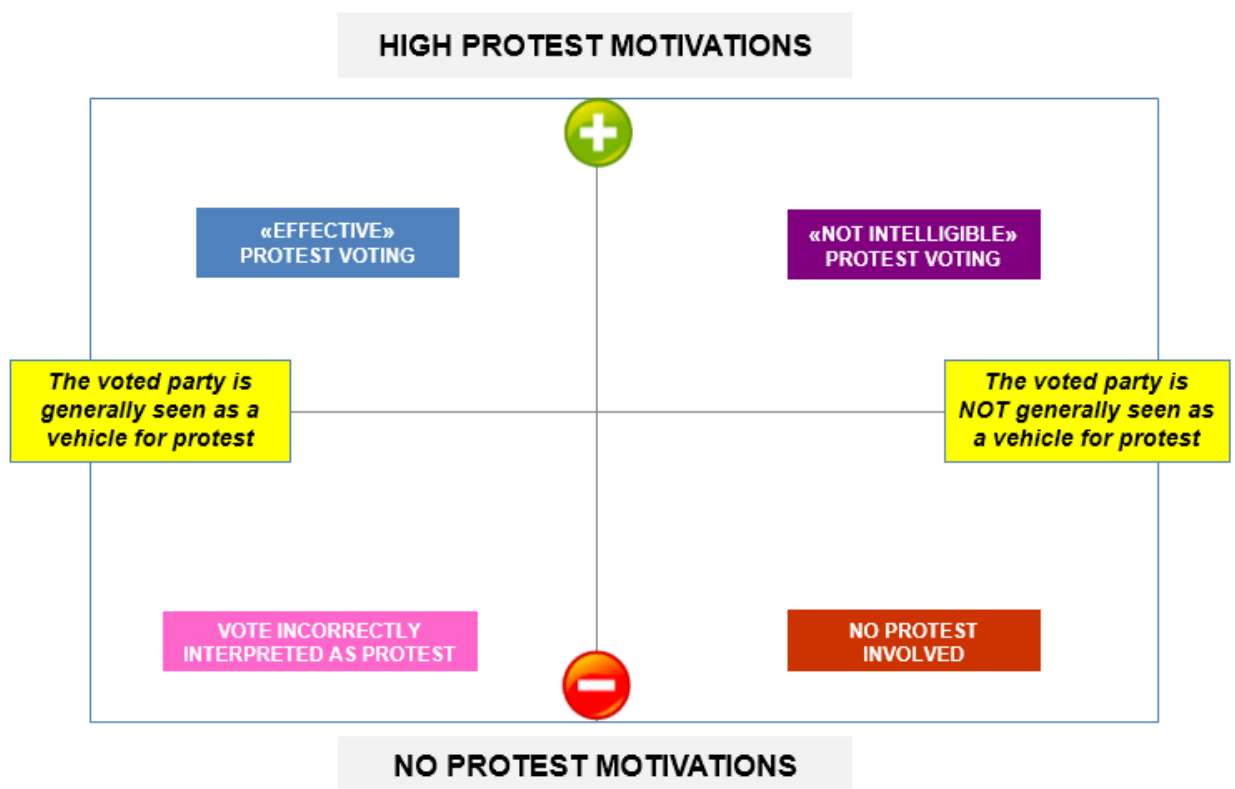 HIGH PROTEST MOTIVATIONS
«EFFECTIVE»
PROTEST VOTING
«NOT INTELLIGIBLE»
PROTEST VOTING
The voted party is
generally seen as a
vehicle for protest
The voted party is
NOT generally seen as
a vehicle for protest
VOTE INCORRECTLY
INTERPRETED AS PROTEST
NO PROTEST
INVOLVED
NO PROTEST MOTIVATIONS